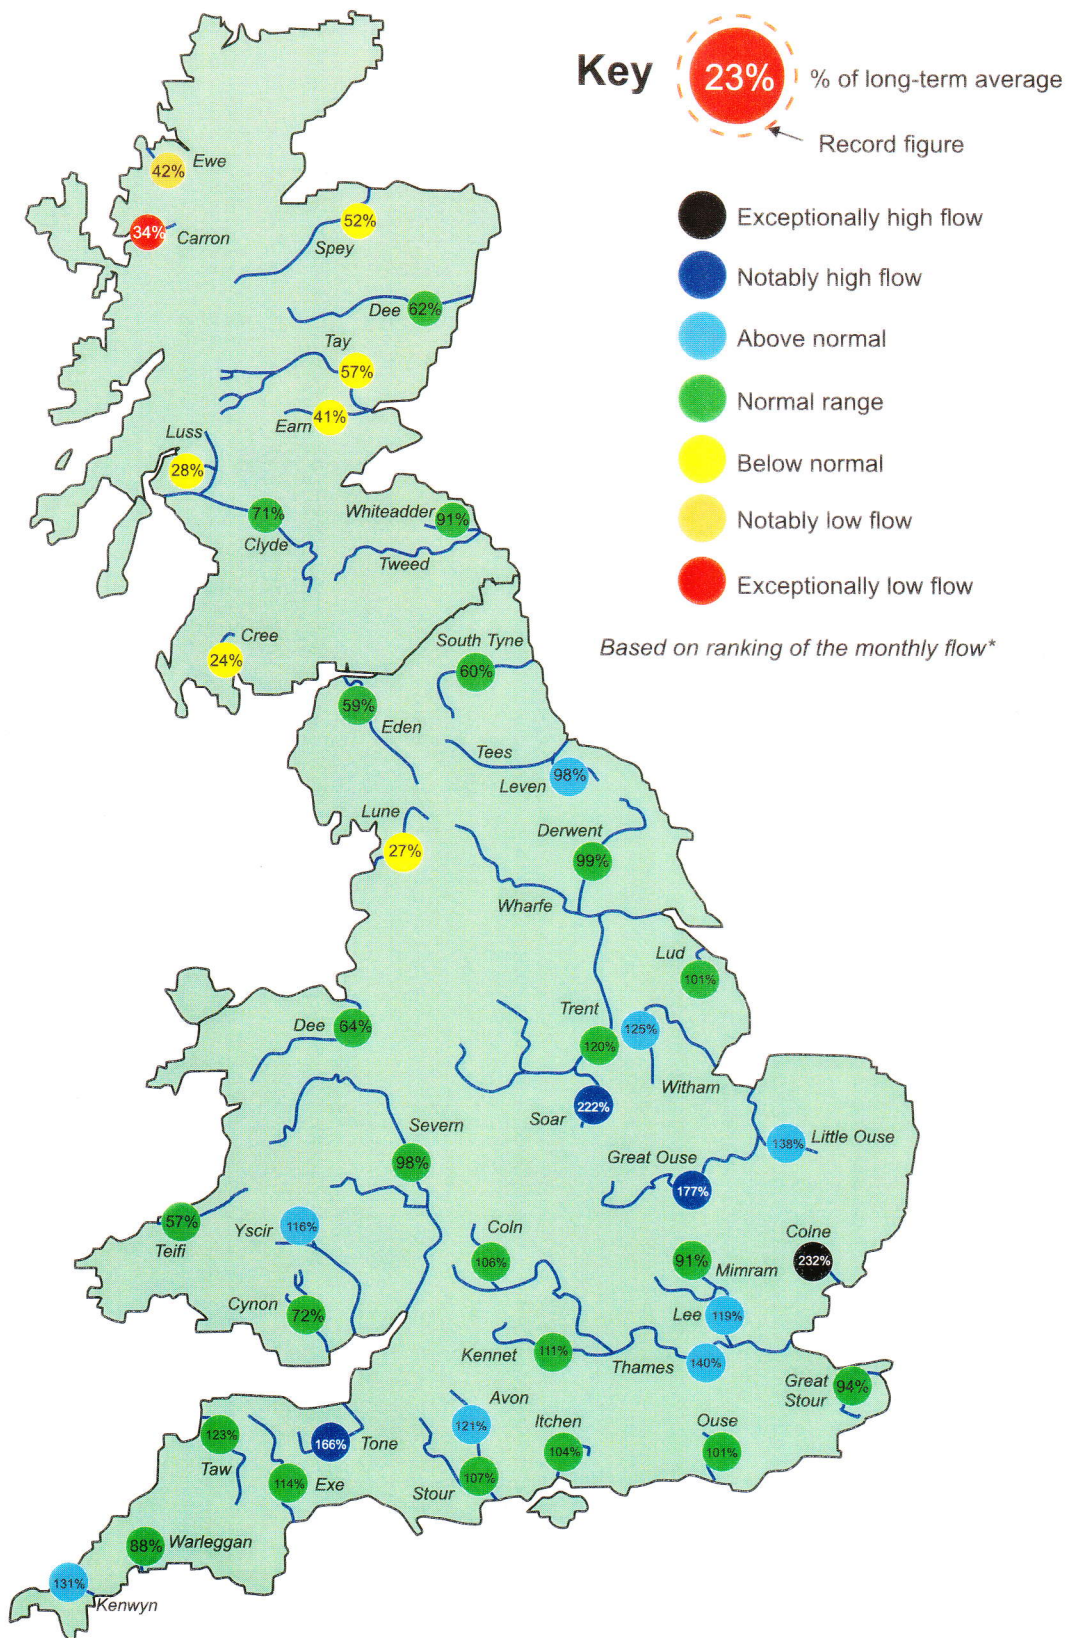 Key
23%
% of long-term average
Record figure
Exceptionally high flow
Notably high flow
Above normal
Normal range
Below normal
Notably low flow
Exceptionally low flow
Based on ranking of the monthly flow*
Ewe
42%
34%
Carron
52%
Spey
Dee
62%
Tay
57%
41%
Earn
Luss
28%
71%
Clyde
Whiteadder
91%
Tweed
Cree
24%
South Tyne
60%
59%
Eden
Tees
98%
Leven
Lune
27%
Derwent
99%
Wharfe
Lud
101%
Trent
Dee
64%
125%
120%
Witham
222%
Soar
Severn
98%
Little Ouse
138%
Great Ouse
177%
57%
Teifi
Yscir
116%
Coln
106%
Colne
232%
91%
Mimram
Cynon
72%
Lee
119%
Kennet
111%
Thames
140%
Great
Stour
94%
Avon
121%
Itchen
104%
Ouse
101%
123%
Taw
166%
Tone
114%
Exe
Stour
107%
88%
Warleggan
131%
Kenwyn